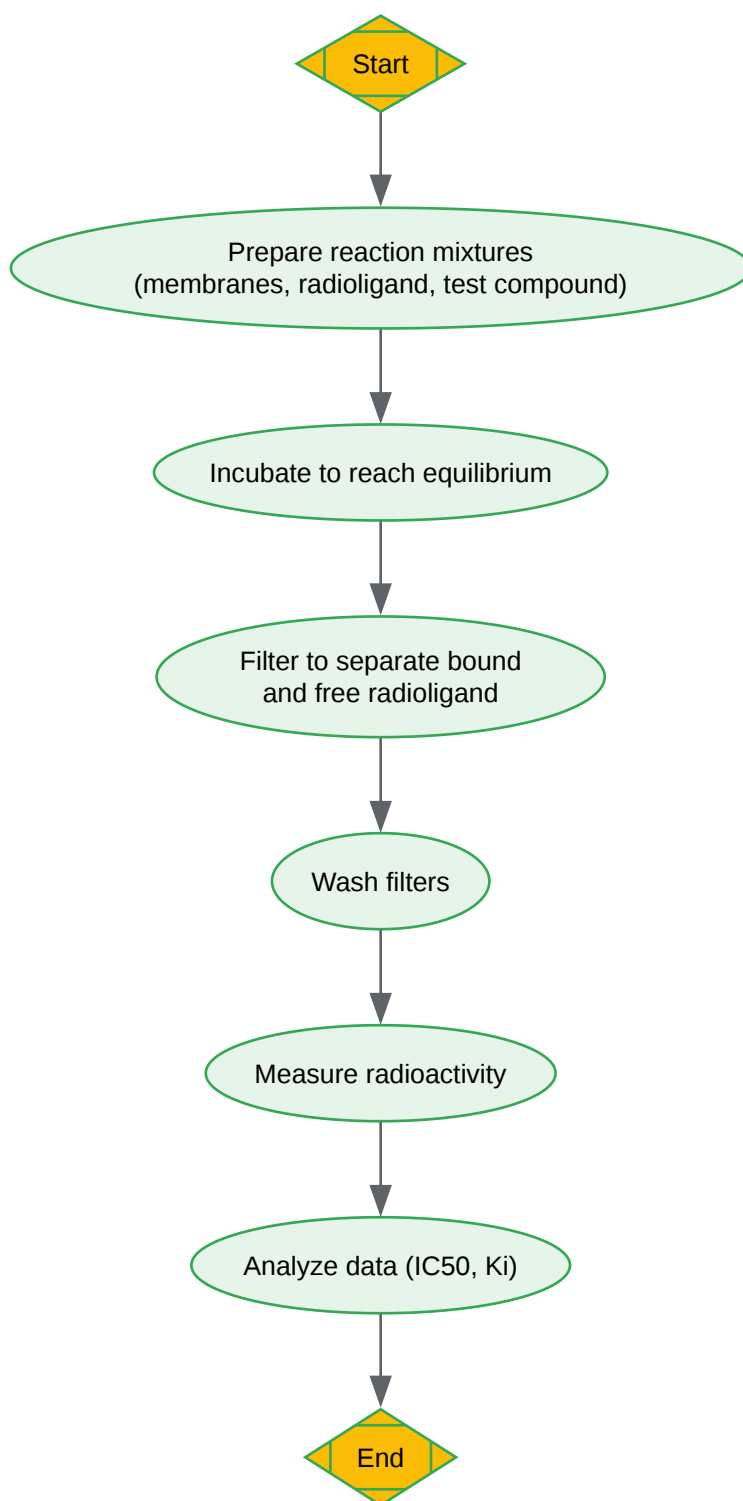 Start
Prepare reaction mixtures
(membranes, radioligand, test compound)
Incubate to reach equilibrium
Filter to separate bound
and free radioligand
Wash filters
Measure radioactivity
Analyze data (IC50, Ki)
End